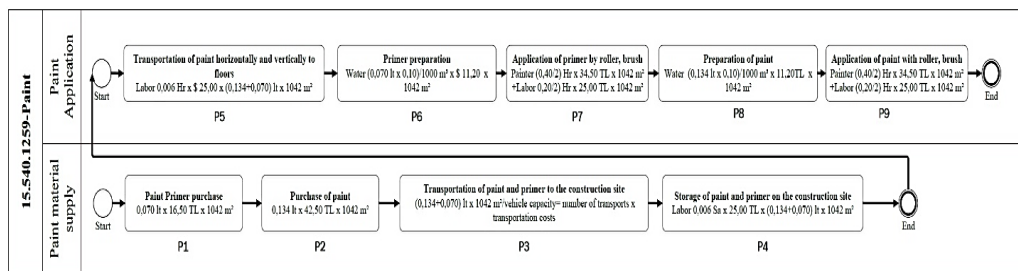 15.540.1259-Paint
Paint
Application
Start
Transportation of paint horizontally and vertically to
floors
Labor 0.006 Hr x $ 25,00 x (0,134+0,070) lt x 1042 m²
P5
Primer preparation
Water (0,070 lt x 0,10)/1000 m³ x $ 11,20 x
1042 m²
P6
Application of primer by roller, brush
Painter (0,40/2) Hr x 34,50 TL x 1042 m²
+Labor 0,20/2) Hr x 25,00 TL x 1042 m²
P7
Preparation of paint
Water (0,134 lt x 0,10)/1000 m³ x 11.20TL x
1042 m²
P8
Application of paint with roller, brush
Painter (0,40/2) Hr x 34,50 TL x 1042 m²
+Labor (0,20/2) Hr x 25,00 TL x 1042 m²
P9
End
Paint material
supply
Start
Paint Primer purchase
0,070 lt x 16,50 TL x 1042 m²
P1
Purchase of paint
0,134 lt x 42,50 TL x 1042 m²
P2
Transportation of paint and primer to the construction site
(0,134+0,070) lt x 1042 m²/vehicle capacity= number of transports x
transportation costs
P3
Storage of paint and primer on the construction site
Labor 0.006 Sa x 25,00 TL x (0,134+0,070) lt x 1042 m²
P4
End